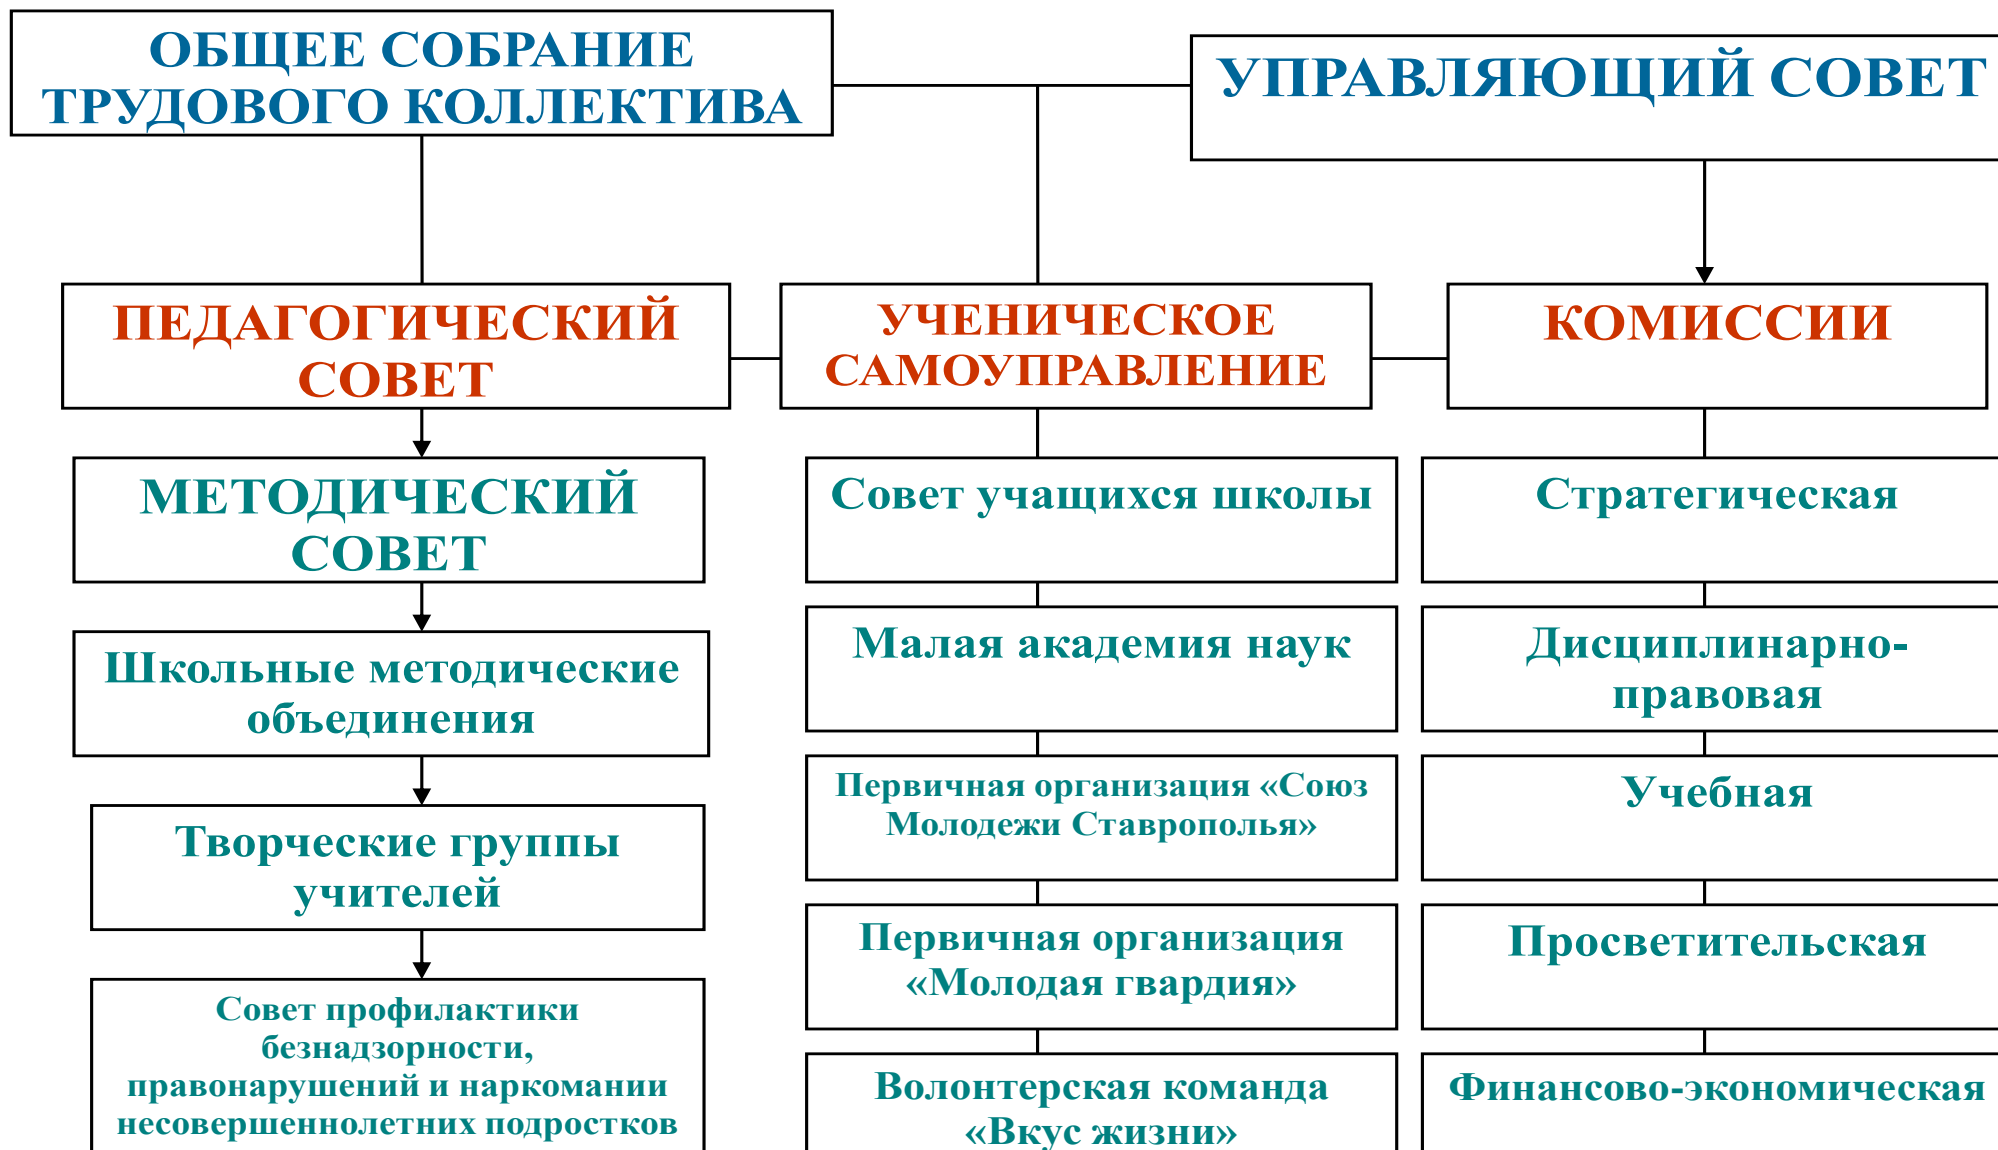 ОБЩЕЕ СОБРАНИЕ
ТРУДОВОГО КОЛЛЕКТИВА
УПРАВЛЯЮЩИЙ СОВЕТ
ПЕДАГОГИЧЕСКИЙ
СОВЕТ
УЧЕНИЧЕСКОЕ
САМОУПРАВЛЕНИЕ
КОМИССИИ
МЕТОДИЧЕСКИЙ
СОВЕТ
Школьные методические
объединения
Творческие группы
учителей
Совет профилактики
безнадзорности,
правонарушений и наркомании
несовершеннолетних подростков
Совет учащихся школы
Малая академия наук
Первичная организация «Союз
Молодежи Ставрополья»
Первичная организация
«Молодая гвардия»
Волонтерская команда
«Вкус жизни»
Стратегическая
Дисциплинарно-
правовая
Учебная
Просветительская
Финансово-экономическая